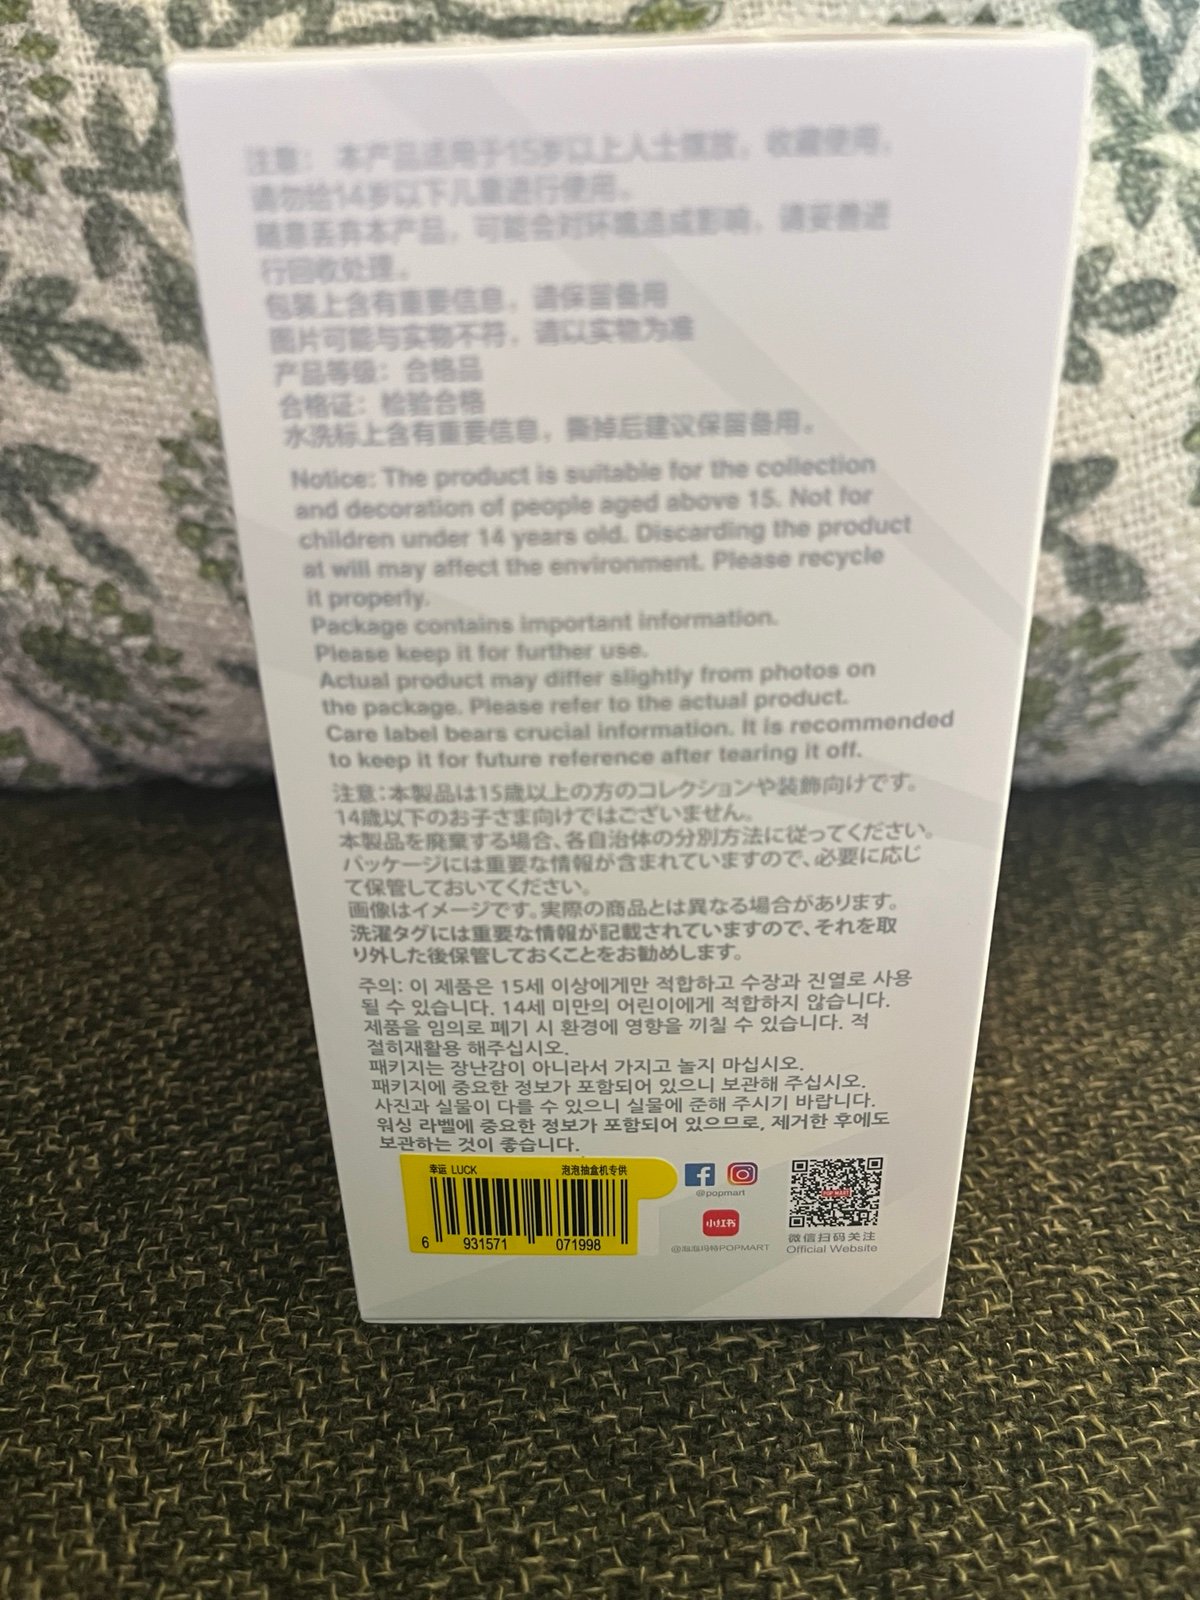 注意：本产品适用于15岁以上人士摆放，收藏使用，
请勿给14岁以下儿童进行使用。
随意丢弃本产品，可能会对环境造成影响，请妥善进
行回收处理。
包装上含有重要信息，请保留备用
图片可能与实物不符，请以实物为准
产品等级：合格品
合格证：检验合格
水洗标上含有重要信息，撕掉后建议保留备用。
Notice: The product is suitable for the collection
and decoration of people aged above 15. Not for
children under 14 years old. Discarding the product
at will may affect the environment. Please recycle
it properly.
Package contains important information.
Please keep it for further use.
Actual product may differ slightly from photos on
the package. Please refer to the actual product.
Care label bears crucial information. It is recommended
to keep it for future reference after tearing it off.
注意：本製品は15歳以上の方のコレクションや装飾向けです。
14歳以下のお子さま向けではございません。
本製品を廃棄する場合、各自治体の分別方法に従ってください。
パッケージには重要な情報が含まれていますので、必要に応じ
て保管しておいてください。
画像はイメージです。実際の商品とは異なる場合があります。
洗濯タグには重要な情報が記載されていますので、それを取
り外した後保管しておくことをお勧めします。
주의: 이 제품은 15세 이상에게만 적합하고 수장과 진열로 사용
될 수 있습니다. 14세 미만의 어린이에게 적합하지 않습니다.
제품을 임의로 폐기 시 환경에 영향을 끼칠 수 있습니다. 적
절히재활용 해주십시오.
패키지는 장난감이 아니라서 가지고 놀지 마십시오.
패키지에 중요한 정보가 포함되어 있으니 보관해 주십시오.
사진과 실물이 다를 수 있으니 실물에 준해 주시기 바랍니다.
워싱 라벨에 중요한 정보가 포함되어 있으므로, 제거한 후에도
보관하는 것이 좋습니다.
幸运 LUCK 泡泡抽盒机专供
6 931571 071998
@popmart
小红书
@泡泡玛特POPMART
POP MART
微信扫码关注
Official Website